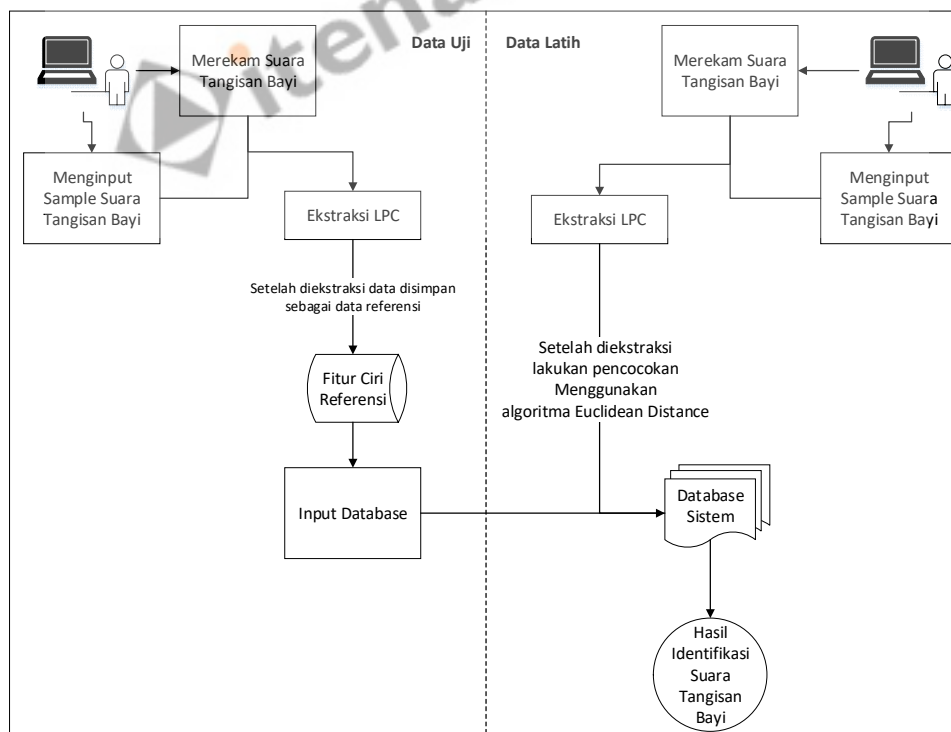 Data Uji
Data Latih
Merekam Suara
Tangisan Bayi
Menginput
Sample Suara
Tangisan Bayi
Ekstraksi LPC
Setelah diekstraksi data disimpan
sebagai data referensi
Fitur Ciri
Referensi
Input Database
Merekam Suara
Tangisan Bayi
Menginput
Sample Suara
Tangisan Bayi
Ekstraksi LPC
Setelah diekstraksi
lakukan pencocokan
Menggunakan
algoritma Euclidean Distance
Database
Sistem
Hasil
Identifikasi
Suara
Tangisan
Bayi